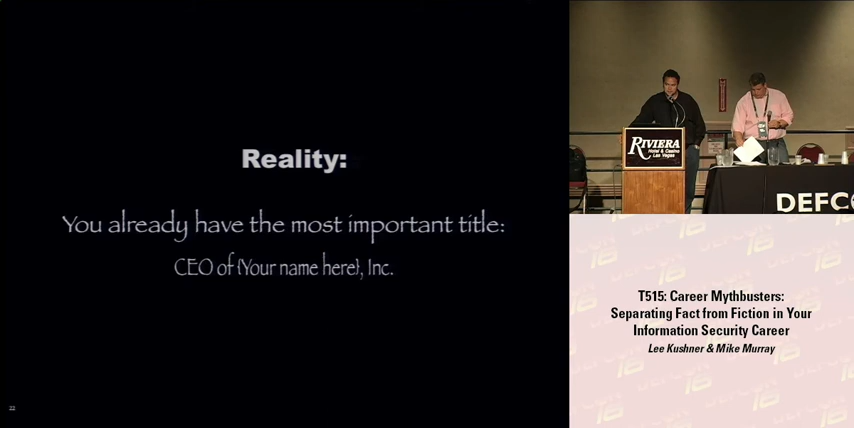 Reality:
You already have the most important title:
CEO of {Your name here}, Inc.
RIVIERA
Hotel & Casino
Las Vegas
DEFC
T515: Career Mythbusters:
Separating Fact from Fiction in Your
Information Security Career
Lee Kushner & Mike Murray